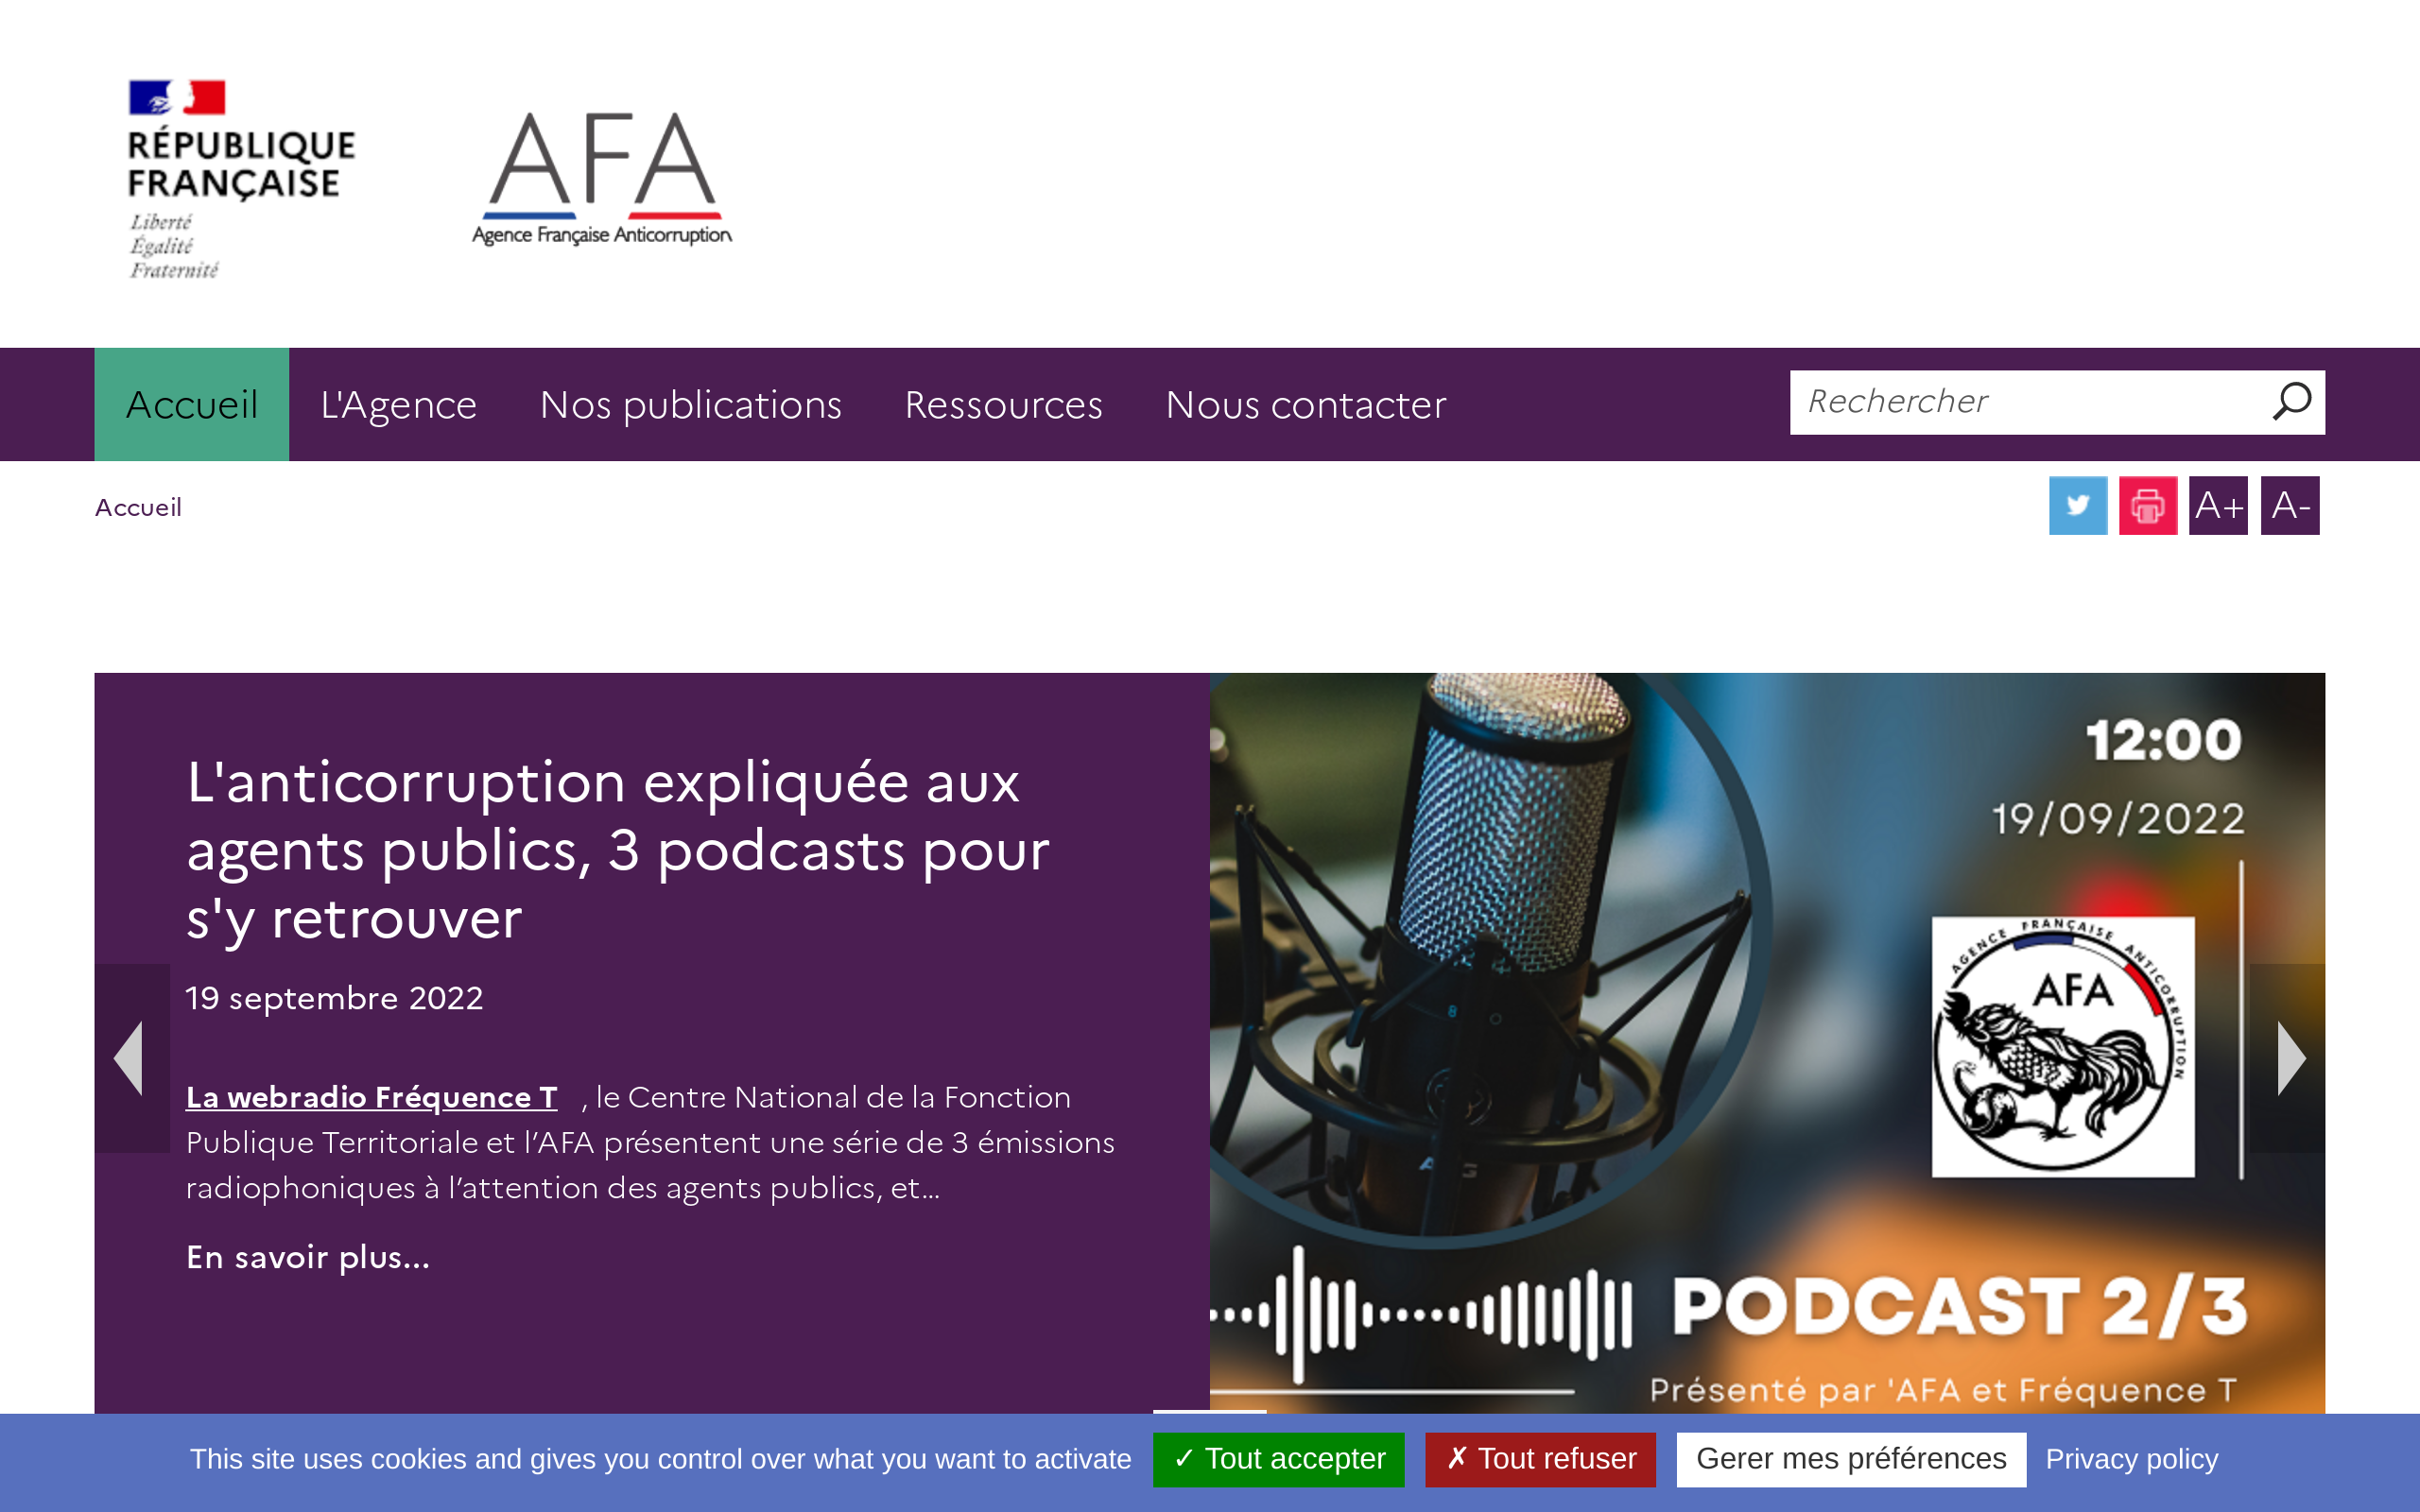 RÉPUBLIQUE
FRANÇAISE
Liberté
Égalité
Fraternité
AFA
Agence Française Anticorruption
Accueil
L'Agence
Nos publications
Ressources
Nous contacter
Rechercher
Accueil
A+
A-
L'anticorruption expliquée aux
agents publics, 3 podcasts pour
s'y retrouver
19 septembre 2022
La webradio Fréquence T , le Centre National de la Fonction
Publique Territoriale et l’AFA présentent une série de 3 émissions
radiophoniques à l’attention des agents publics, et...
En savoir plus...
12:00
19/09/2022
AGENCE FRANÇAISE ANTICORRUPTION
AFA
PODCAST 2/3
Présenté par 'AFA et Fréquence T
This site uses cookies and gives you control over what you want to activate
✓ Tout accepter
✗ Tout refuser
Gerer mes préférences
Privacy policy